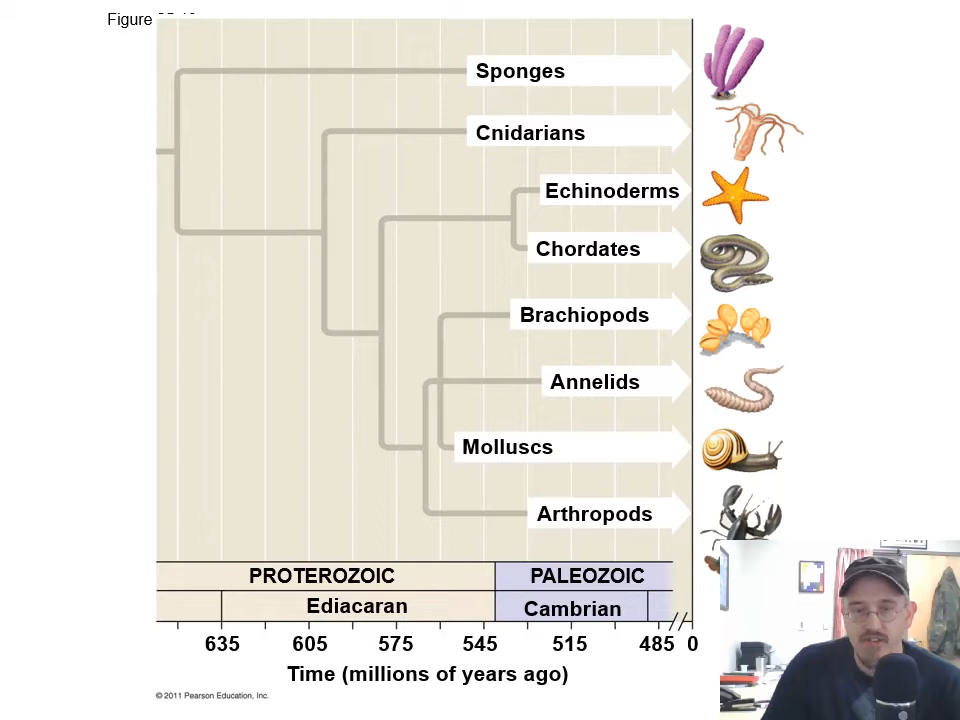 Figure
Sponges
Cnidarians
Echinoderms
Chordates
Brachiopods
Annelids
Molluscs
Arthropods
PROTEROZOIC PALEOZOIC
Ediacaran Cambrian
635 605 575 545 515 485 0
Time (millions of years ago)
© 2011 Pearson Education, Inc.